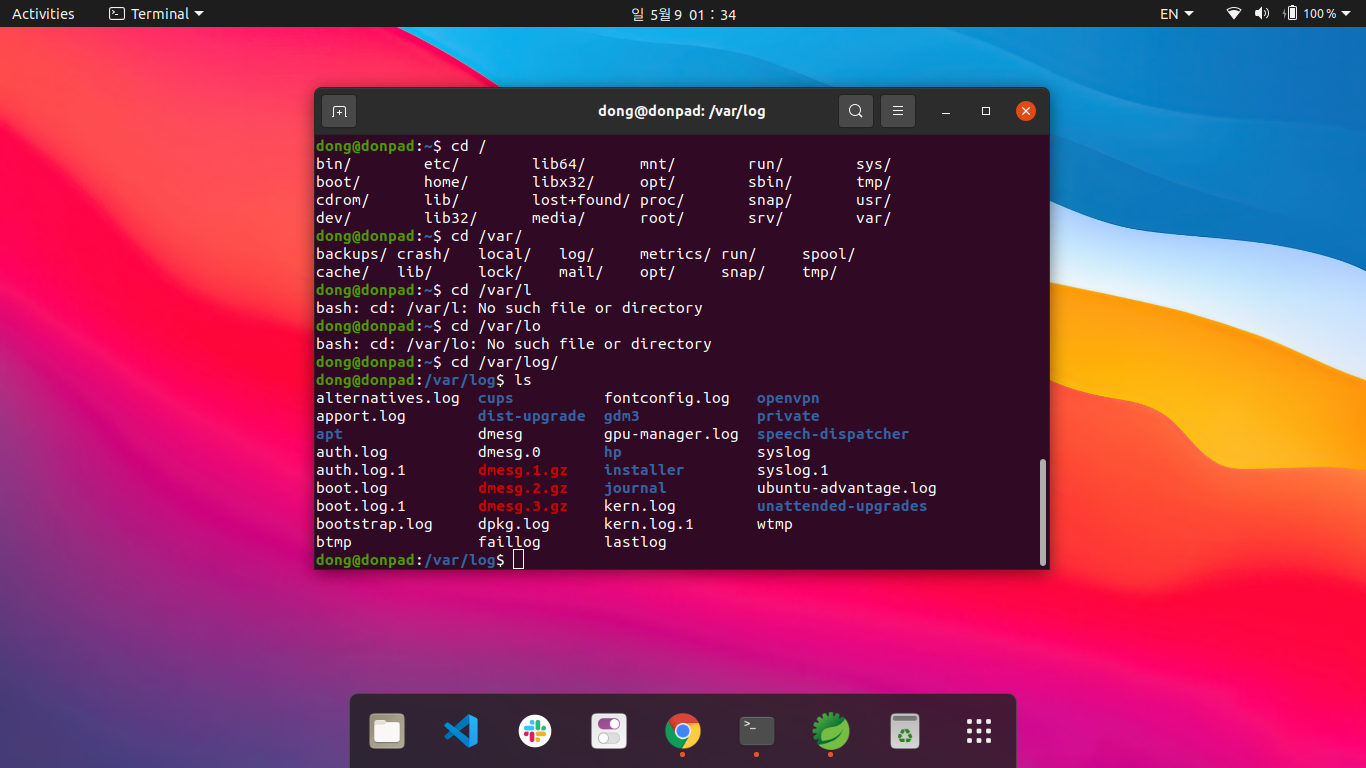 Activities Terminal 일 5월 9 01 : 34 EN 100 %
dong@donpad: /var/log
dong@donpad:~$ cd /
bin/ etc/ lib64/ mnt/ run/ sys/
boot/ home/ libx32/ opt/ sbin/ tmp/
cdrom/ lib/ lost+found/ proc/ snap/ usr/
dev/ lib32/ media/ root/ srv/ var/
dong@donpad:~$ cd /var/
backups/ crash/ local/ log/ metrics/ run/ spool/
cache/ lib/ lock/ mail/ opt/ snap/ tmp/
dong@donpad:~$ cd /var/l
bash: cd: /var/l: No such file or directory
dong@donpad:~$ cd /var/lo
bash: cd: /var/lo: No such file or directory
dong@donpad:~$ cd /var/log/
dong@donpad:/var/log$ ls
alternatives.log cups fontconfig.log openvpn
apport.log dist-upgrade gdm3 private
apt dmesg gpu-manager.log speech-dispatcher
auth.log dmesg.0 hp syslog
auth.log.1 dmesg.1.gz installer syslog.1
boot.log dmesg.2.gz journal ubuntu-advantage.log
boot.log.1 dmesg.3.gz kern.log unattended-upgrades
bootstrap.log dpkg.log kern.log.1 wtmp
btmp faillog lastlog
dong@donpad:/var/log$